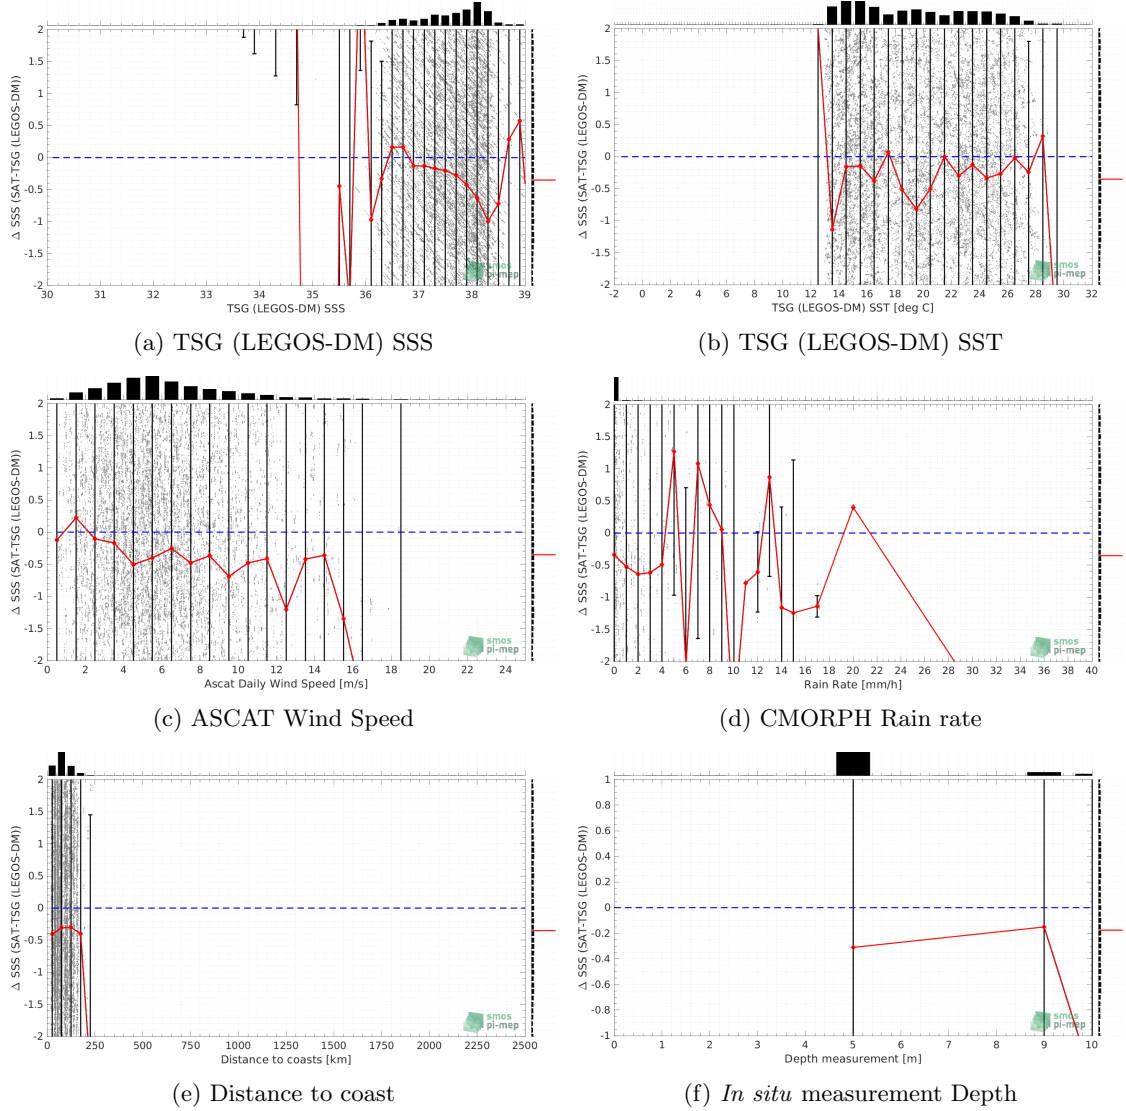 2
1.5
1
0.5
0
-0.5
-1
-1.5
-2
Δ SSS (SAT-TSG (LEGOS-DM))
30 31 32 33 34 35 36 37 38 39
TSG (LEGOS-DM) SSS
smos
pi-mep
(a) TSG (LEGOS-DM) SSS
2
1.5
1
0.5
0
-0.5
-1
-1.5
-2
Δ SSS (SAT-TSG (LEGOS-DM))
-2 0 2 4 6 8 10 12 14 16 18 20 22 24 26 28 30 32
TSG (LEGOS-DM) SST [deg C]
smos
pi-mep
(b) TSG (LEGOS-DM) SST
2
1.5
1
0.5
0
-0.5
-1
-1.5
-2
Δ SSS (SAT-TSG (LEGOS-DM))
0 2 4 6 8 10 12 14 16 18 20 22 24
Ascat Daily Wind Speed [m/s]
smos
pi-mep
(c) ASCAT Wind Speed
2
1.5
1
0.5
0
-0.5
-1
-1.5
-2
Δ SSS (SAT-TSG (LEGOS-DM))
0 2 4 6 8 10 12 14 16 18 20 22 24 26 28 30 32 34 36 38 40
Rain Rate [mm/h]
smos
pi-mep
(d) CMORPH Rain rate
2
1.5
1
0.5
0
-0.5
-1
-1.5
-2
Δ SSS (SAT-TSG (LEGOS-DM))
0 250 500 750 1000 1250 1500 1750 2000 2250 2500
Distance to coasts [km]
smos
pi-mep
(e) Distance to coast
1
0.8
0.6
0.4
0.2
0
-0.2
-0.4
-0.6
-0.8
-1
Δ SSS (SAT-TSG (LEGOS-DM))
0 1 2 3 4 5 6 7 8 9 10
Depth measurement [m]
smos
pi-mep
(f) In situ measurement Depth